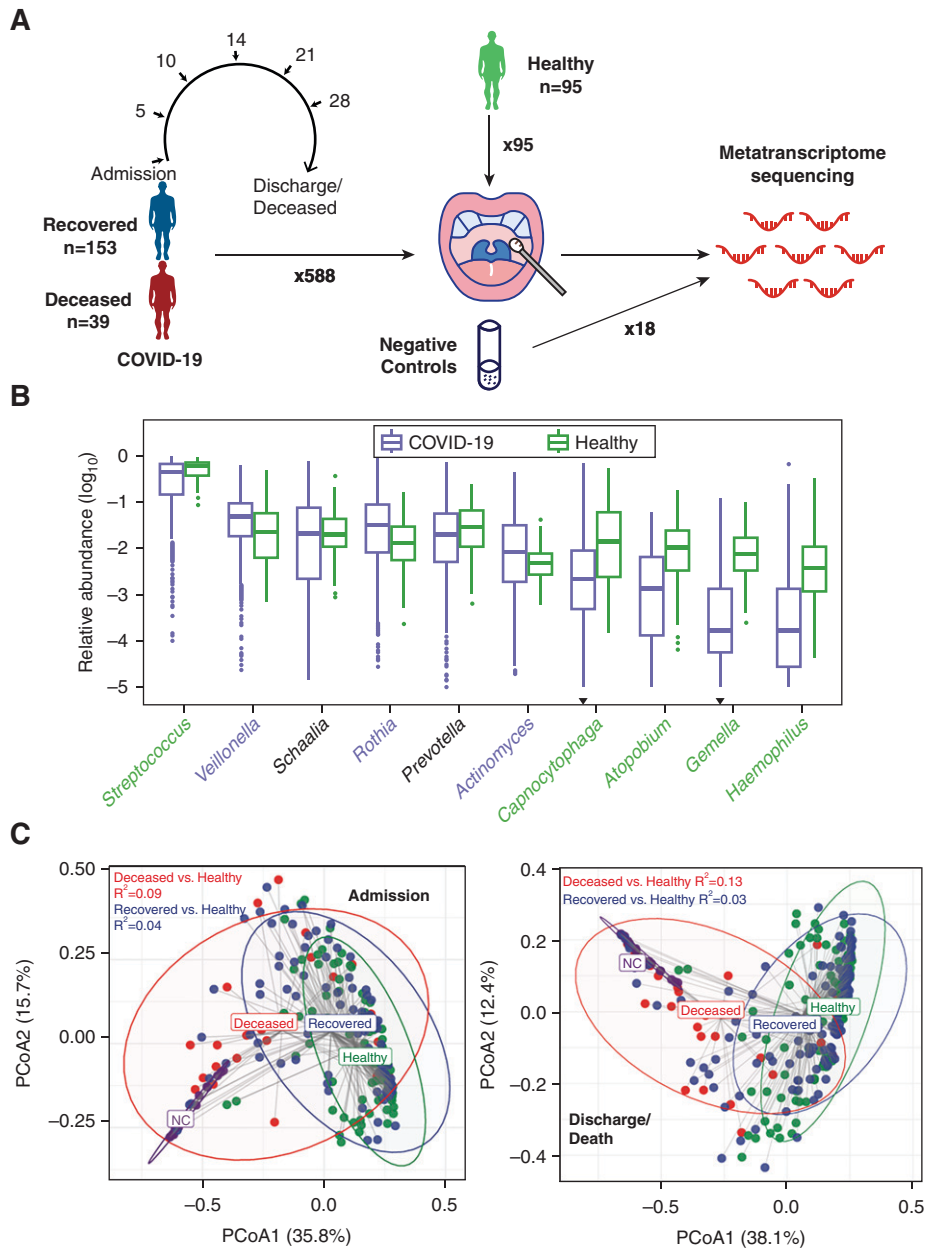 A
14
10
21
5
28
Admission
Discharge/
Deceased
Recovered
n=153
Deceased
n=39
COVID-19
x588
Healthy
n=95
x95
Negative
Controls
x18
Metatranscriptome
sequencing
B
COVID-19
Healthy
Relative abundance (log10)
0
–1
–2
–3
–4
–5
Streptococcus
Veillonella
Schaalia
Rothia
Prevotella
Actinomyces
Capnocytophaga
Atopobium
Gemella
Haemophilus
C
Deceased vs. Healthy
R²=0.09
Recovered vs. Healthy
R²=0.04
Admission
Deceased
Recovered
Healthy
NC
PCoA2 (15.7%)
0.50
0.25
0.00
–0.25
–0.5
0.0
0.5
PCoA1 (35.8%)
Deceased vs. Healthy R²=0.13
Recovered vs. Healthy R²=0.03
NC
Deceased
Recovered
Healthy
Discharge/
Death
PCoA2 (12.4%)
0.4
0.2
0.0
–0.2
–0.4
–0.5
0.0
0.5
PCoA1 (38.1%)